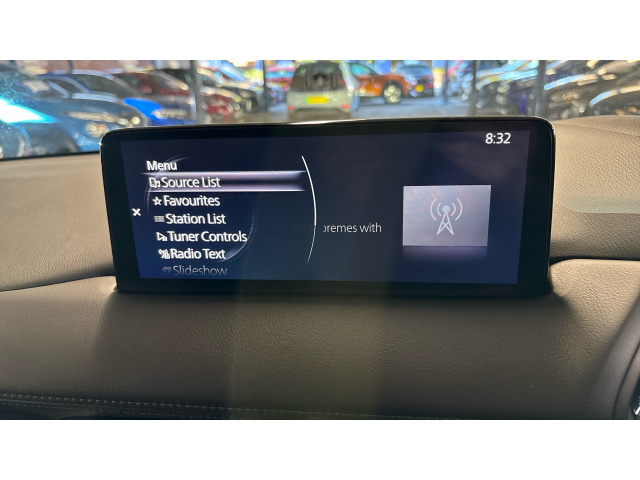 8:32
Menu
Source List
Favourites
Station List
Tuner Controls
Radio Text
Slideshow
premes with